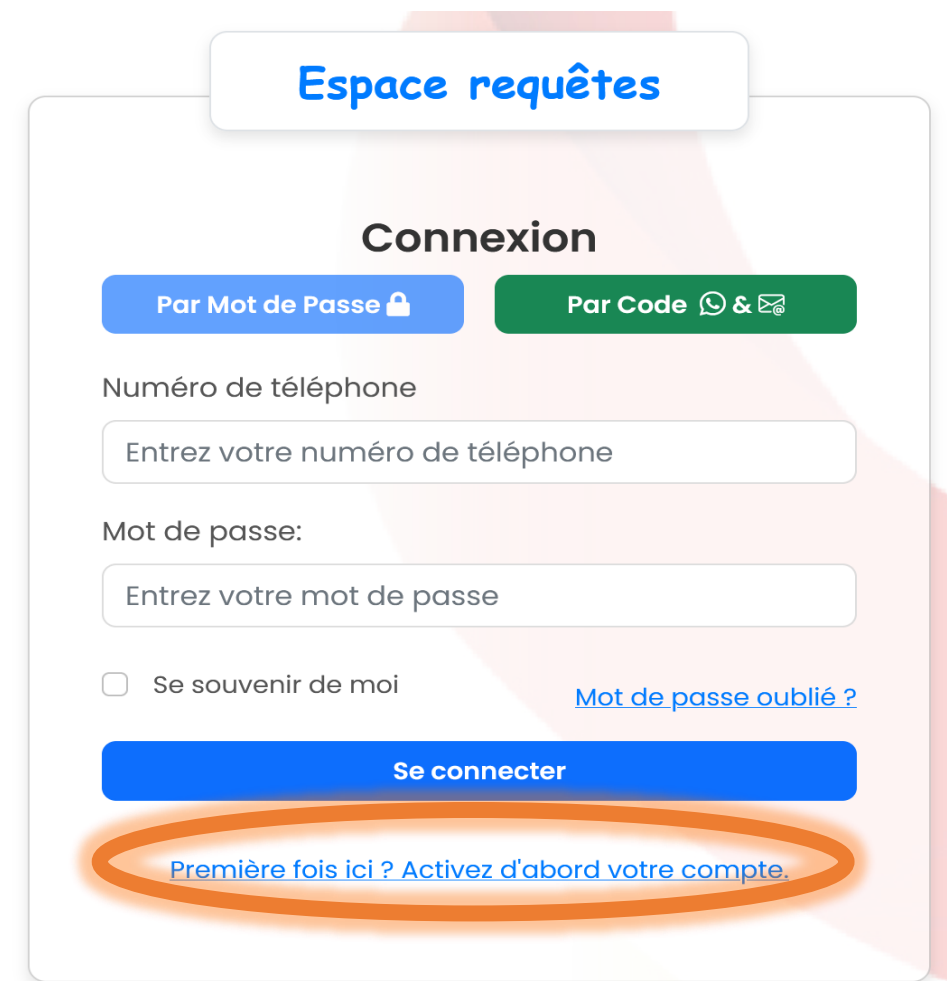 Espace requêtes
Connexion
Par Mot de Passe
Par Code &
Numéro de téléphone
Entrez votre numéro de téléphone
Mot de passe:
Entrez votre mot de passe
Se souvenir de moi
Mot de passe oublié ?
Se connecter
Première fois ici ? Activez d'abord votre compte.